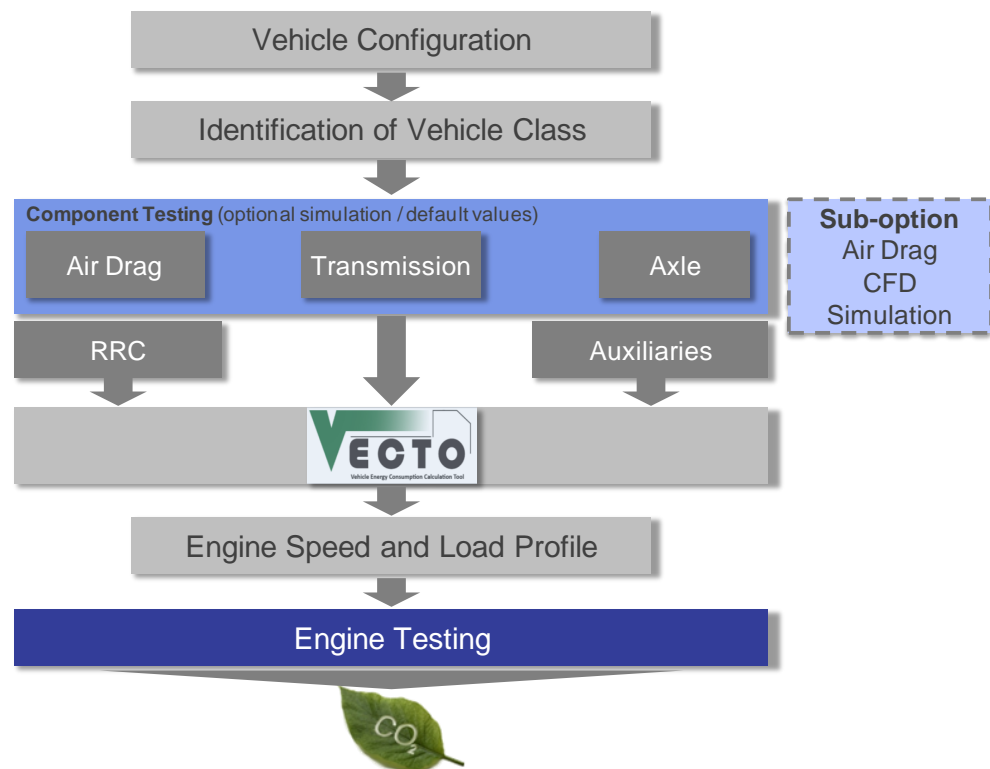 Vehicle Configuration
Identification of Vehicle Class
Component Testing (optional simulation / default values)
Air Drag
Transmission
Axle
Sub-option
Air Drag
CFD
Simulation
RRC
Auxiliaries
VECTO
Vehicle Energy Consumption Calculation Tool
Engine Speed and Load Profile
Engine Testing
CO2